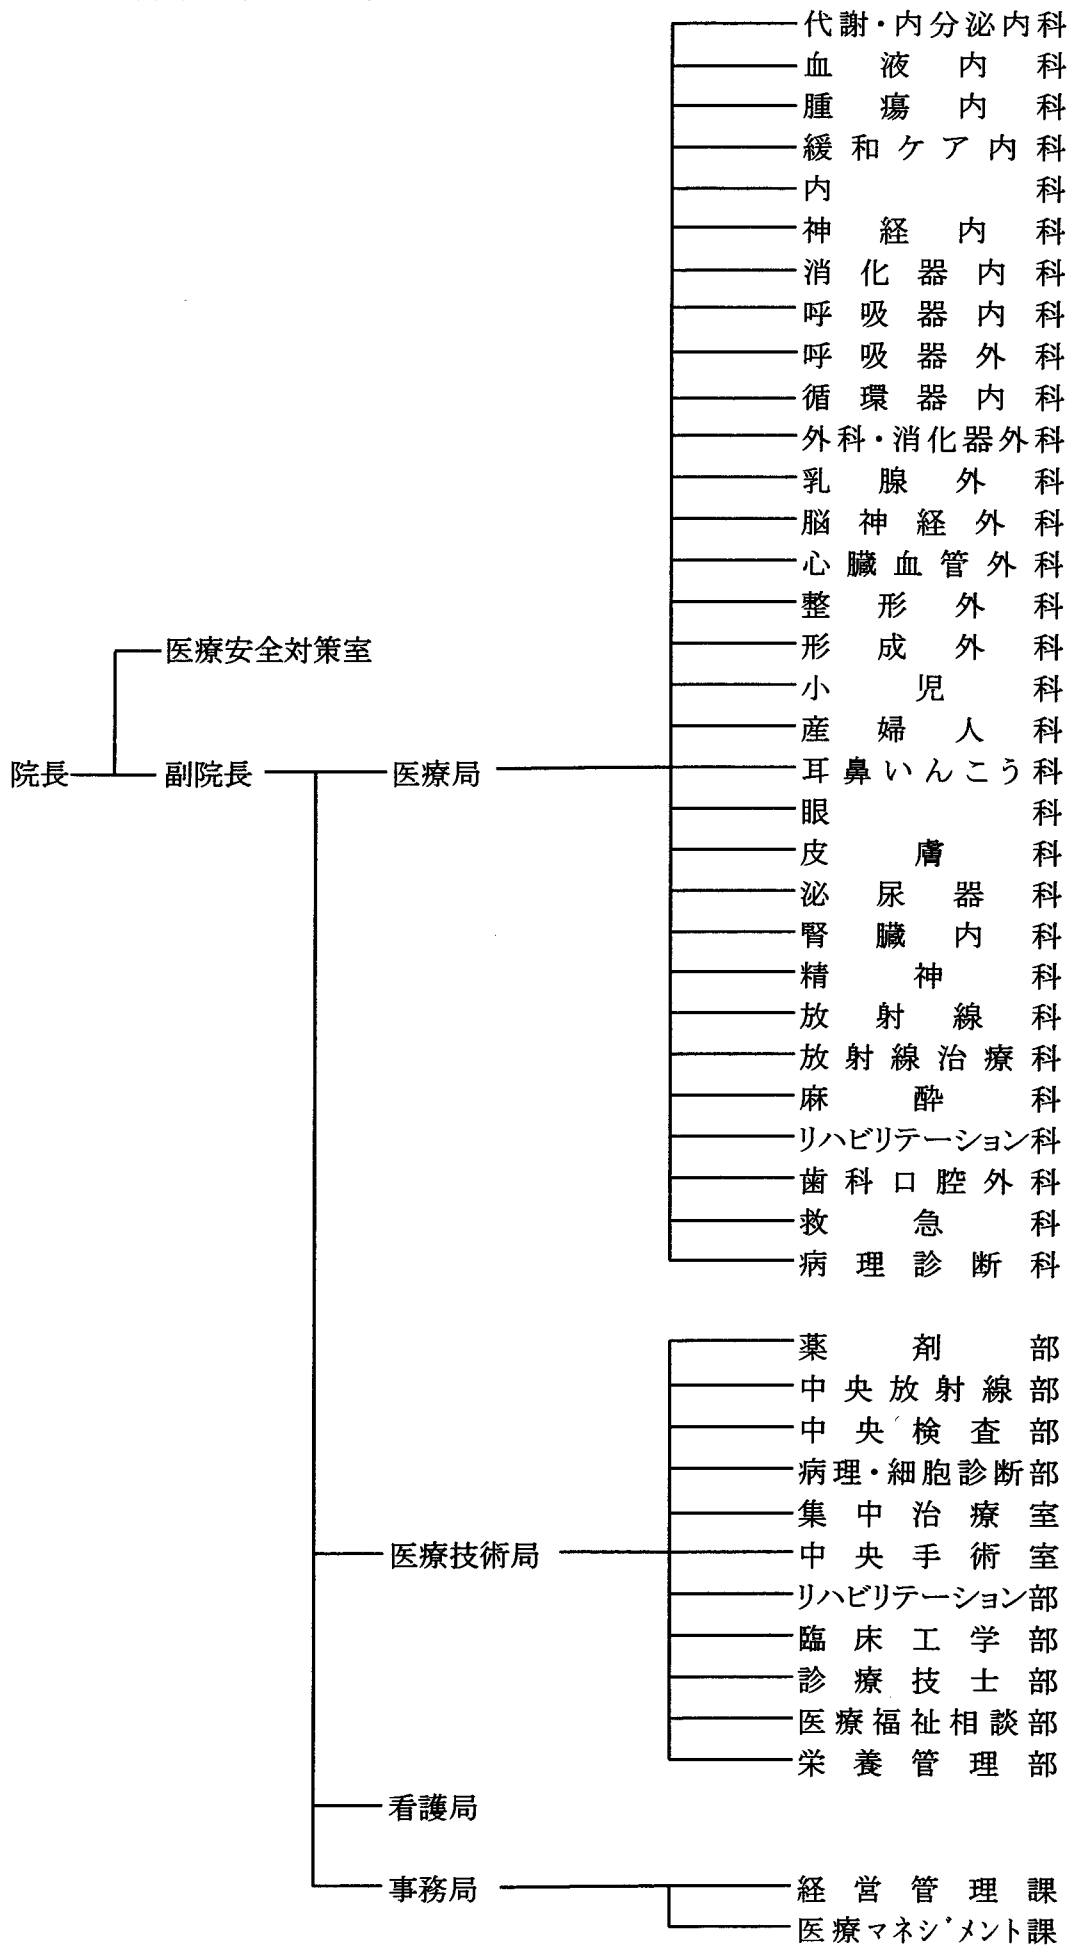 代謝・内分泌内科
血液内科
腫瘍内科
緩和ケア内科
内科
神経内科
消化器内科
呼吸器内科
呼吸器外科
循環器内科
外科・消化器外科
乳腺外科
脳神経外科
心臓血管外科
整形外科
形成外科
医療安全対策室
小児科
産婦人科
院長 副院長 医療局 耳鼻いんこう科
眼科
皮膚科
泌尿器科
腎臓内科
精神科
放射線科
放射線治療科
麻酔科
リハビリテーション科
歯科口腔外科
救急科
病理診断科
薬剤部
中央放射線部
中央検査部
病理・細胞診断部
集中治療室
医療技術局 中央手術室
リハビリテーション部
臨床工学部
診療技士部
医療福祉相談部
栄養管理部
看護局
事務局 経営管理課
医療マネジメント課